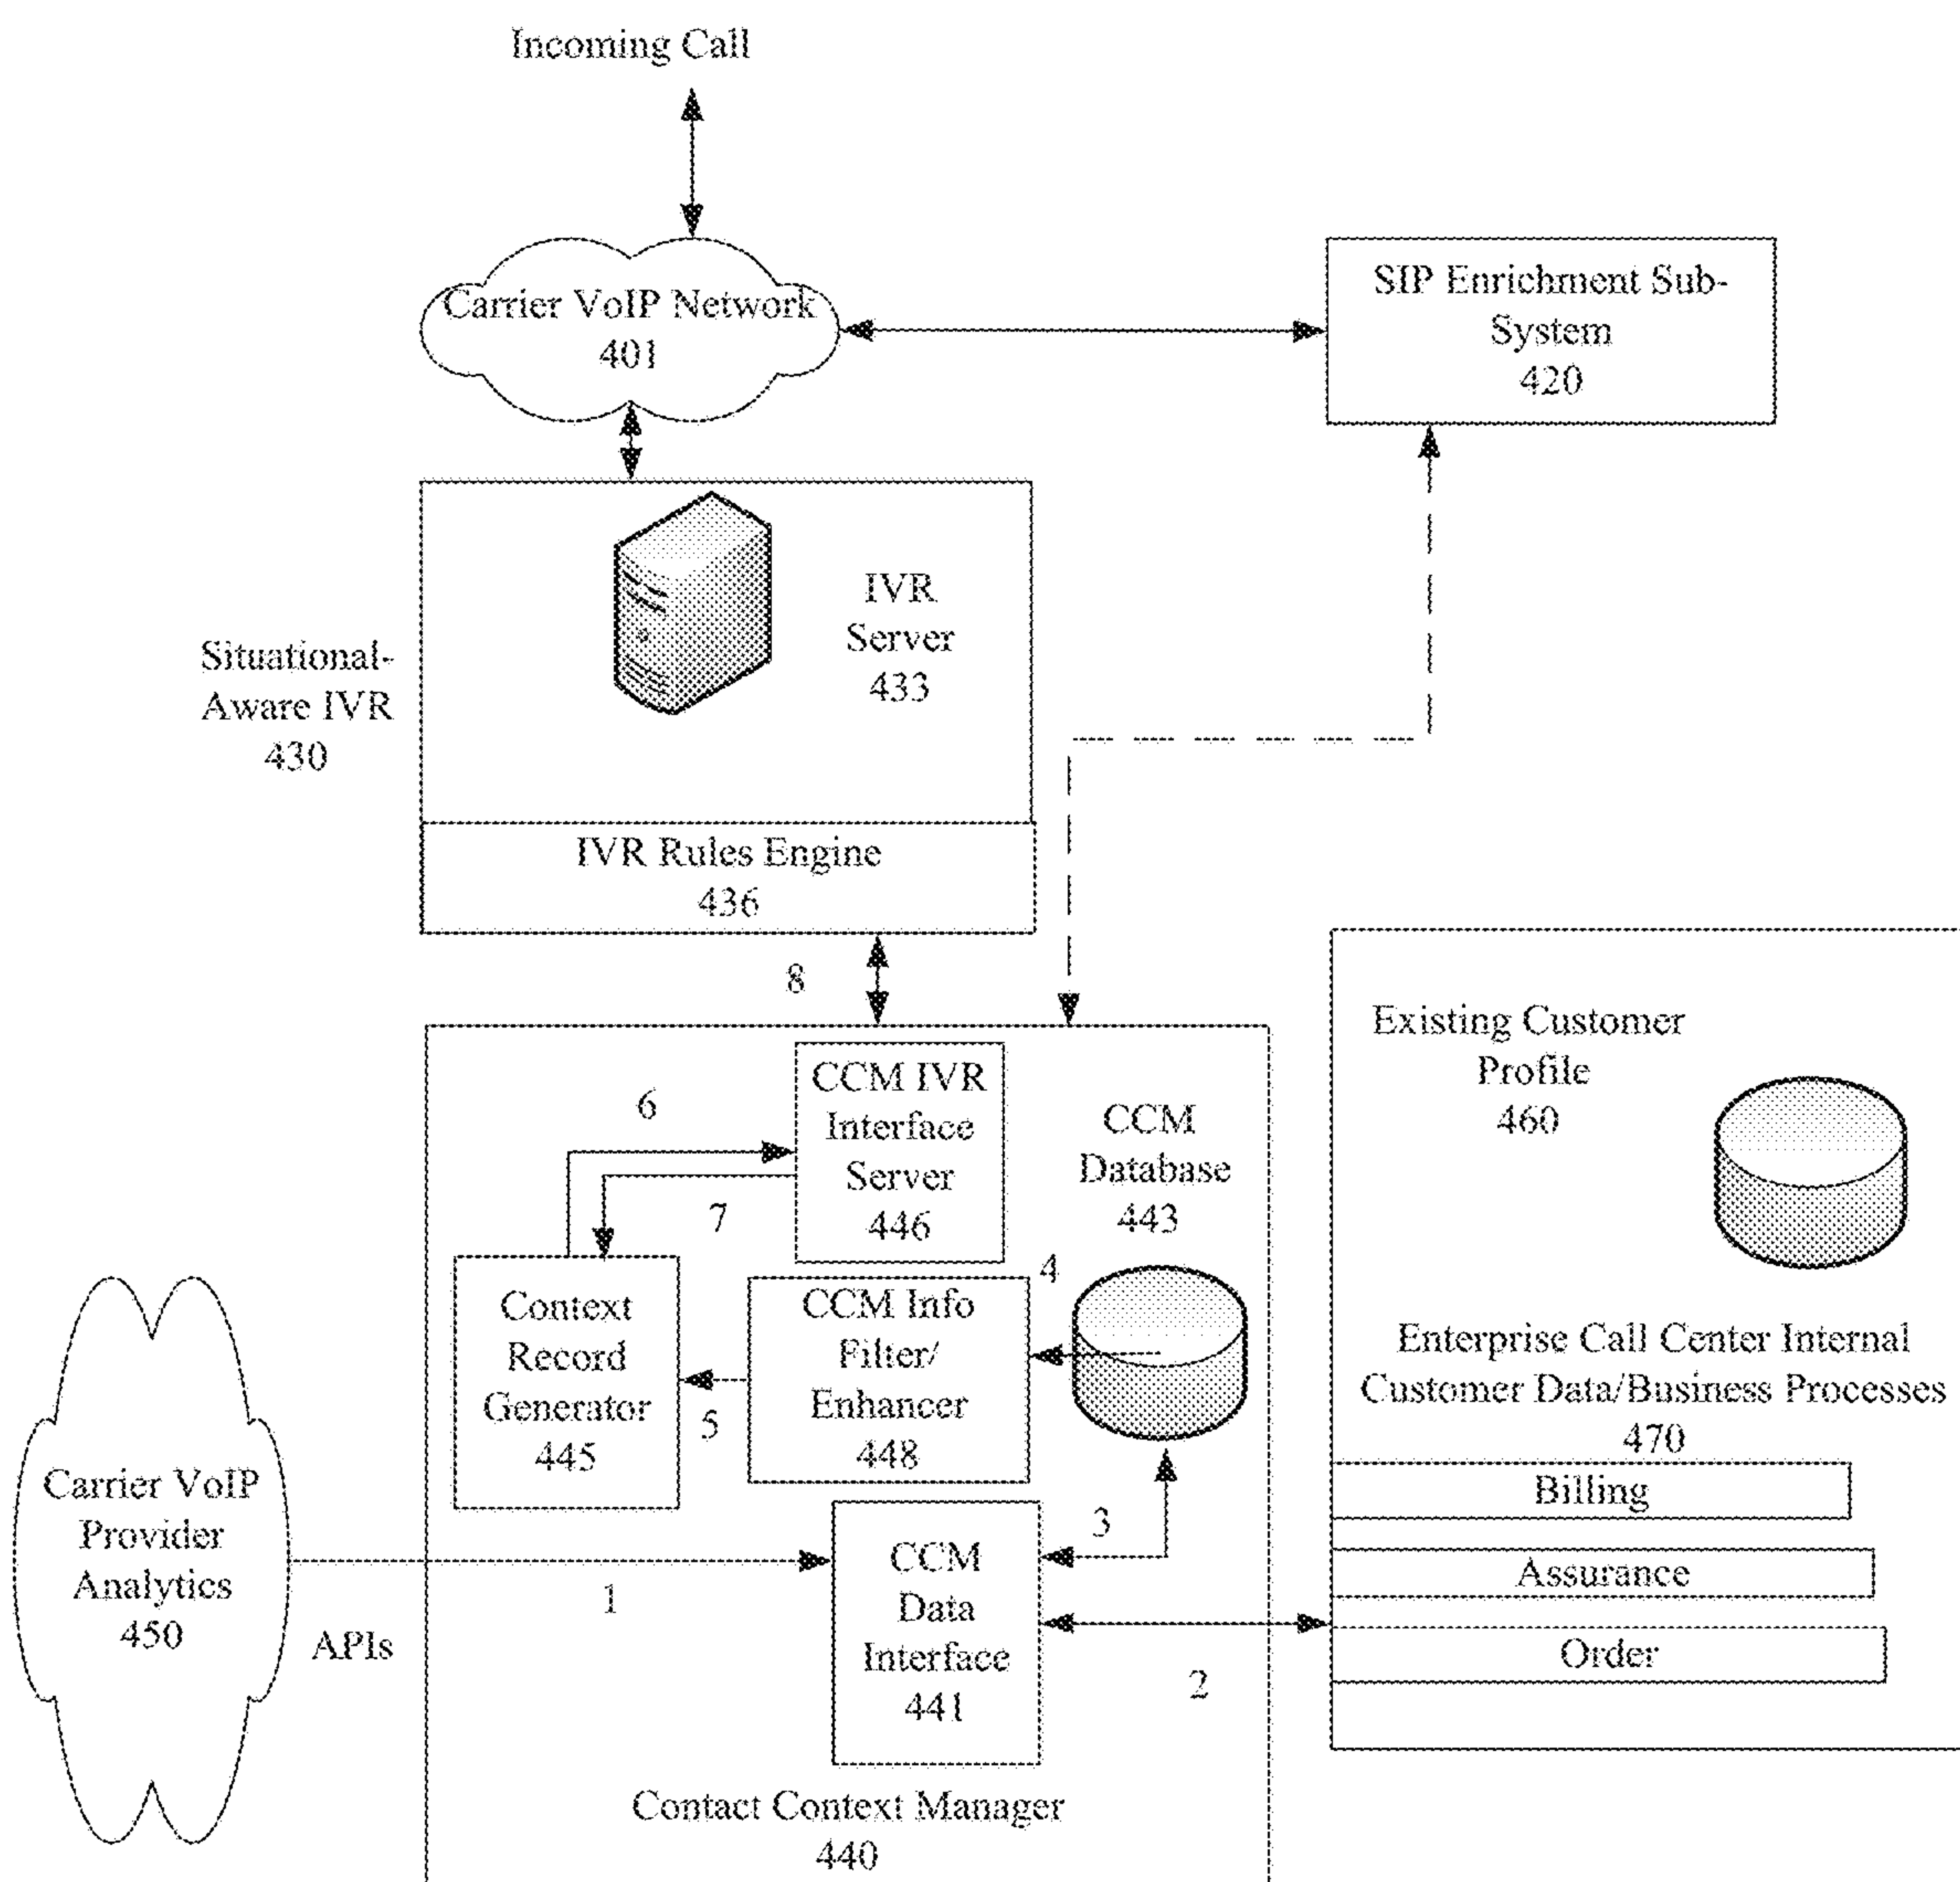 Incoming Call
Carrier VoIP Network
401
SIP Enrichment Sub-
System
420
Situational-
Aware IVR
430
IVR
Server
433
IVR Rules Engine
436
8
CCM IVR
Interface
Server
446
6
7
CCM
Database
443
4
Context
Record
Generator
445
5
CCM Info
Filter/
Enhancer
448
3
CCM
Data
Interface
441
1
2
APIs
Carrier VoIP
Provider
Analytics
450
Contact Context Manager
440
Existing Customer
Profile
460
Enterprise Call Center Internal
Customer Data/Business Processes
470
Billing
Assurance
Order